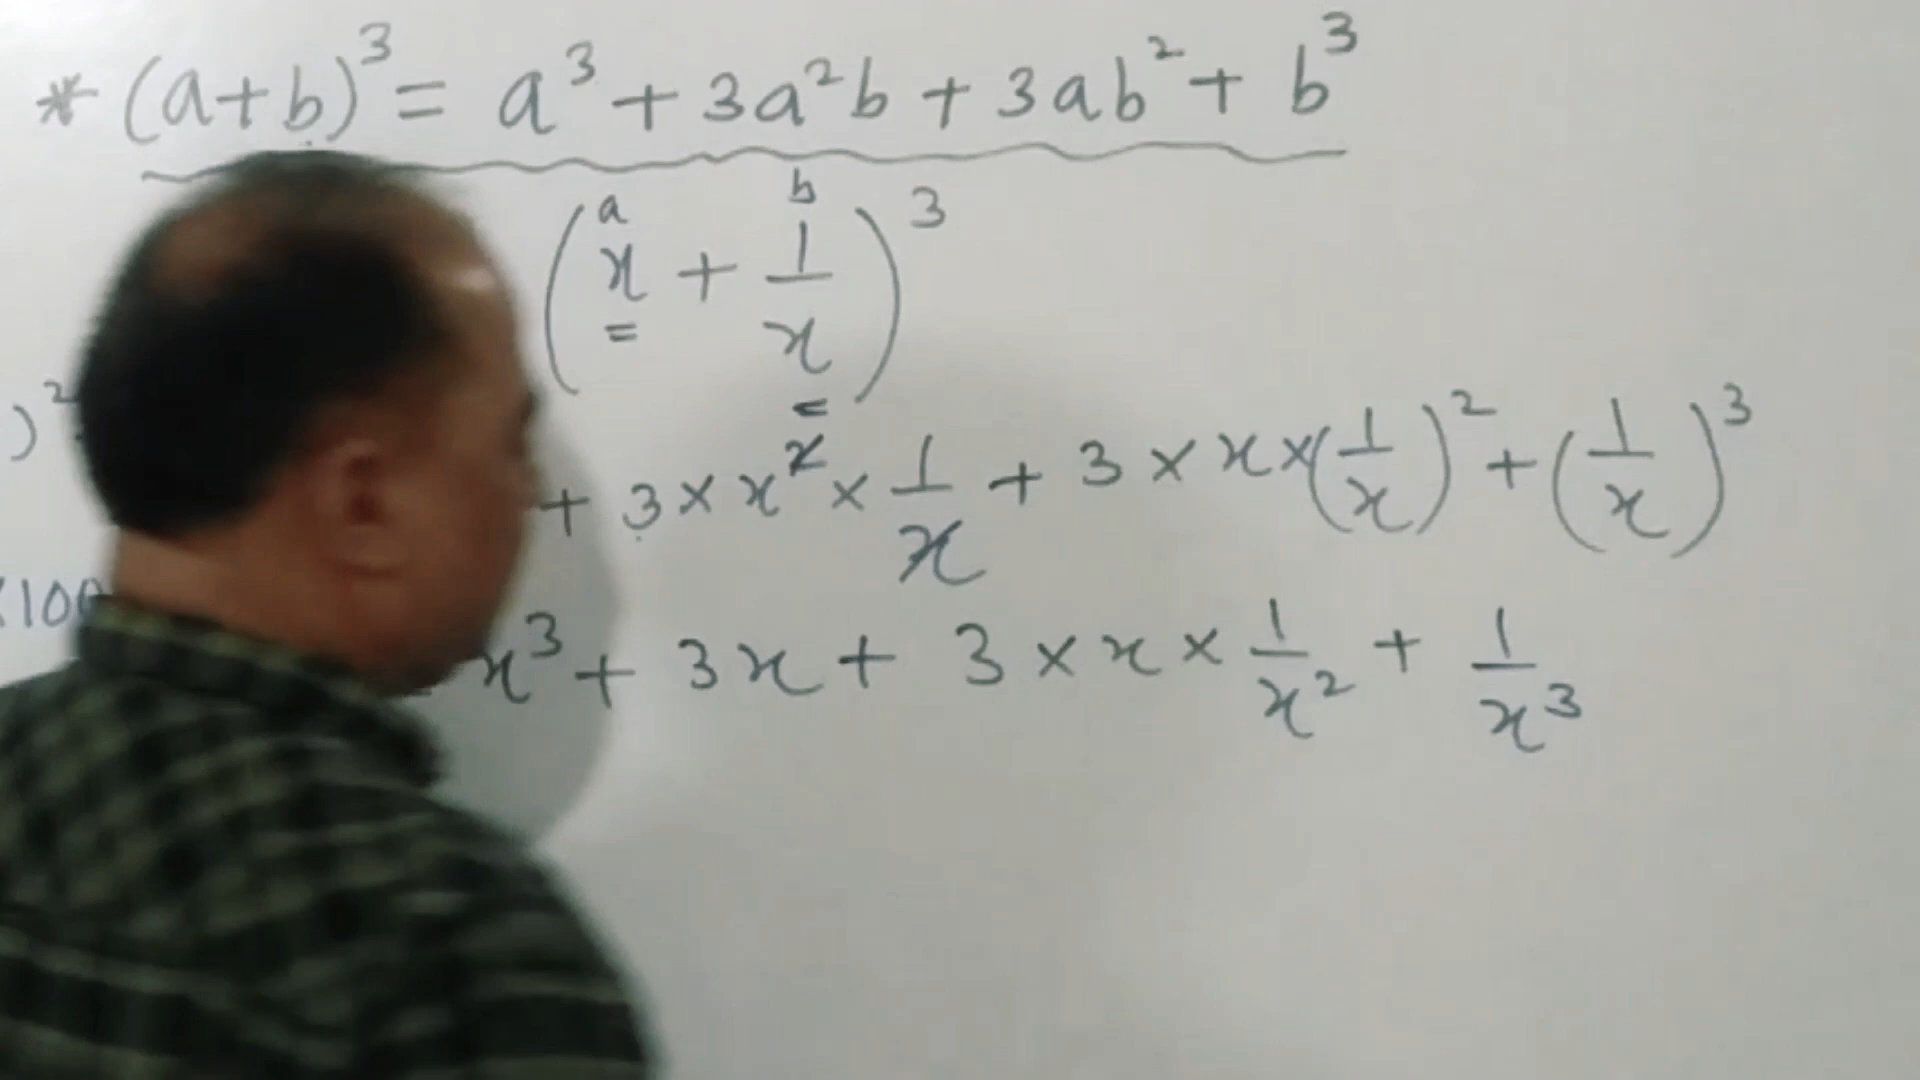 * (a+b)³ = a³ + 3a²b + 3ab² + b³
a b
(x + 1/x)³
= =
)² + 3 × x² × 1/x + 3 × x × (1/x)² + (1/x)³
×100
x³ + 3x + 3 × x × 1/x² + 1/x³